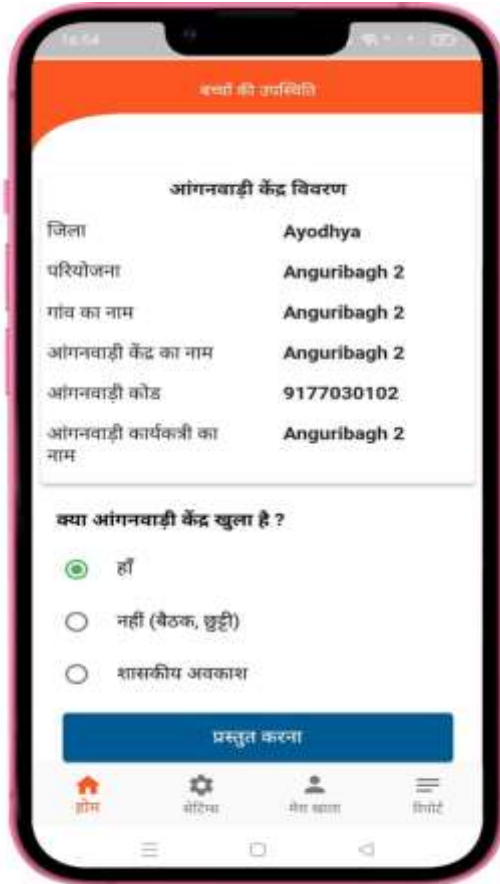 बच्चों की उपस्थिति
आंगनवाड़ी केंद्र विवरण
जिला Ayodhya
परियोजना Anguribagh 2
गांव का नाम Anguribagh 2
आंगनवाड़ी केंद्र का नाम Anguribagh 2
आंगनवाड़ी कोड 9177030102
आंगनवाड़ी कार्यकत्री का Anguribagh 2
नाम
क्या आंगनवाड़ी केंद्र खुला है ?
हाँ
नहीं (बैठक, छुट्टी)
शासकीय अवकाश
प्रस्तुत करना
होम सेटिंग्स मेरा खाता रिपोर्ट